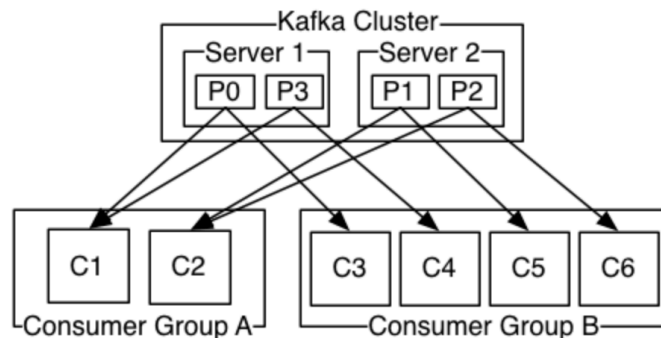 Kafka Cluster
Server 1 Server 2
P0 P3 P1 P2
C1 C2 C3 C4 C5 C6
Consumer Group A Consumer Group B